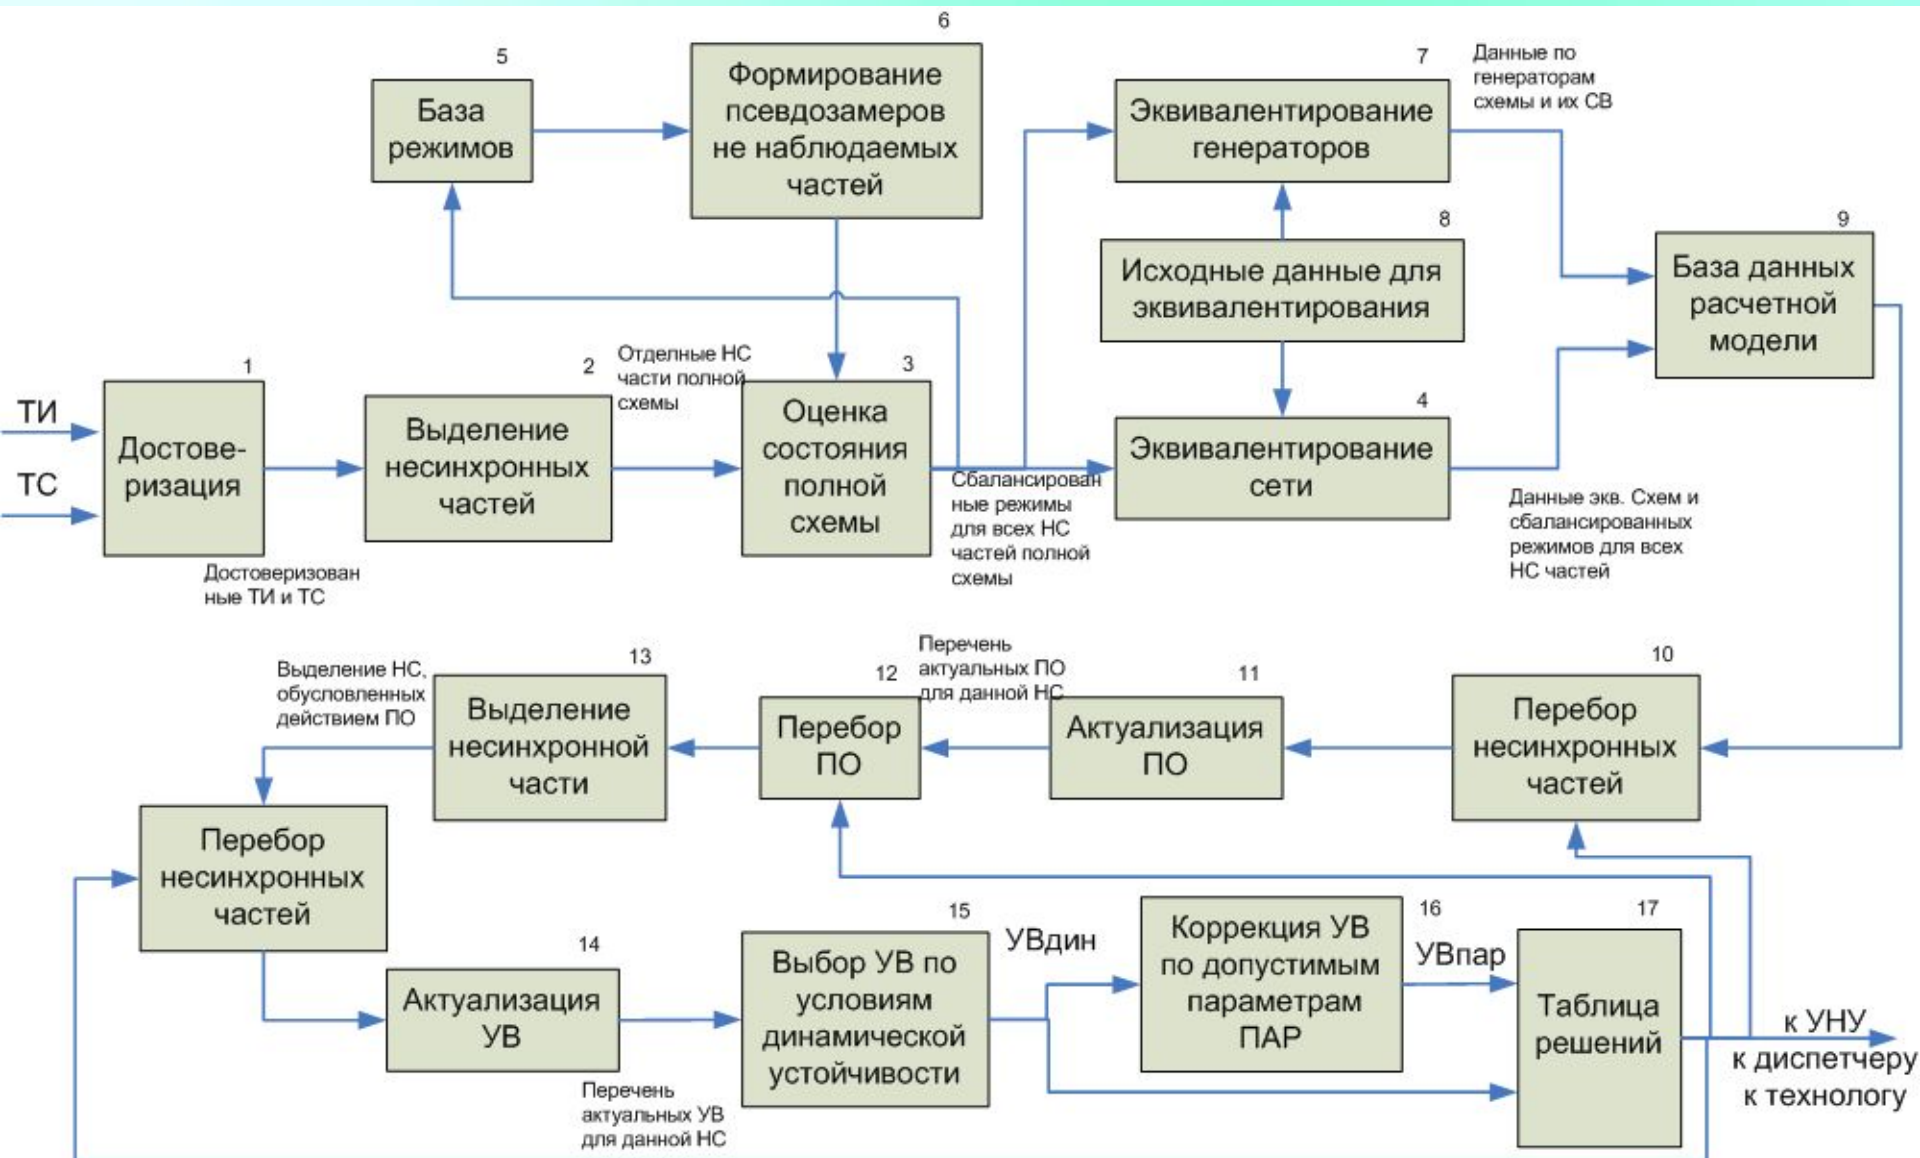 5
База
режимов
6
Формирование
псевдозамеров
не наблюдаемых
частей
7
Эквивалентирование
генераторов
Данные по
генераторам
схемы и их СВ
8
Исходные данные для
эквивалентирования
9
База данных
расчетной
модели
ТИ
ТС
1
Достове-
ризация
Достоверизован
ные ТИ и ТС
2
Выделение
несинхронных
частей
Отделные НС
части полной
схемы
3
Оценка
состояния
полной
схемы
Сбалансирован
ные режимы
для всех НС
частей полной
схемы
4
Эквивалентирование
сети
Данные экв. Схем и
сбалансированных
режимов для всех
НС частей
10
Перебор
несинхронных
частей
11
Актуализация
ПО
Перечень
актуальных ПО
для данной НС
12
Перебор
ПО
13
Выделение
несинхронной
части
Выделение НС,
обусловленных
действием ПО
Перебор
несинхронных
частей
14
Актуализация
УВ
Перечень
актуальных УВ
для данной НС
15
Выбор УВ по
условиям
динамической
устойчивости
УВдин
16
Коррекция УВ
по допустимым
параметрам
ПАР
УВпар
17
Таблица
решений
к УНУ
к диспетчеру
к технологу